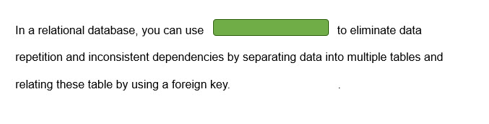 In a relational database, you can use to eliminate data
repetition and inconsistent dependencies by separating data into multiple tables and
relating these table by using a foreign key.